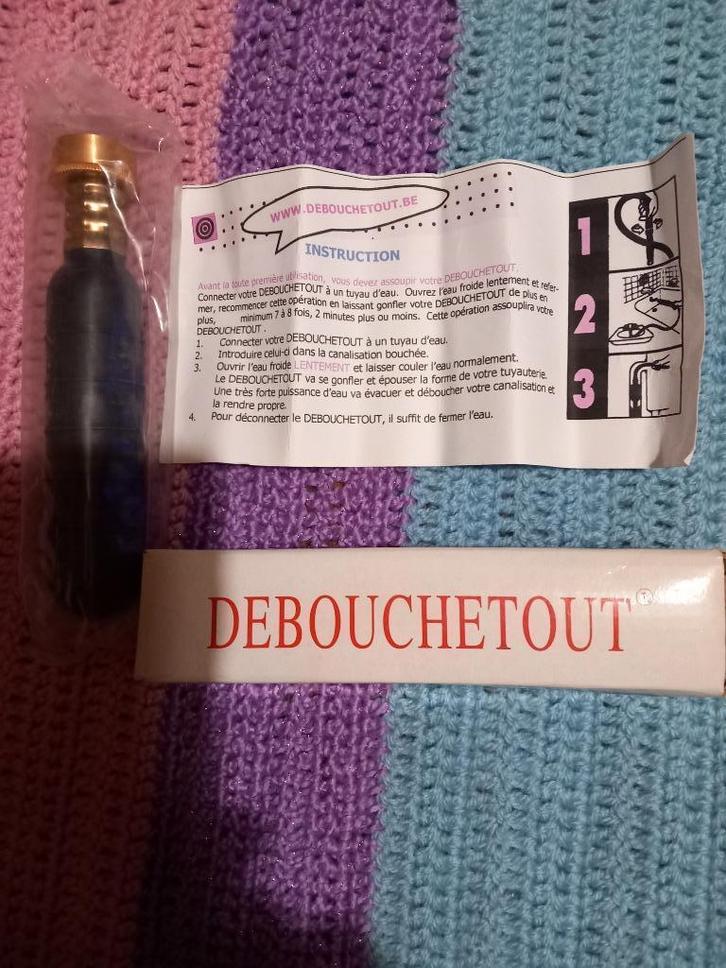 WWW.DEBOUCHETOUT.BE
INSTRUCTION
Avant la toute première utilisation, vous devez assoupir votre DEBOUCHETOUT.
Connecter votre DEBOUCHETOUT à un tuyau d'eau. Ouvrez l'eau froide lentement et refer-
mer, recommencer cette opération en laissant gonfler votre DEBOUCHETOUT de plus en
plus, minimum 7 à 8 fois, 2 minutes plus ou moins. Cette opération assouplira votre
DEBOUCHETOUT .
1. Connecter votre DEBOUCHETOUT à un tuyau d'eau.
2. Introduire celui-ci dans la canalisation bouchée.
3. Ouvrir l'eau froide LENTEMENT et laisser couler l'eau normalement.
Le DEBOUCHETOUT va se gonfler et épouser la forme de votre tuyauterie.
Une très forte puissance d'eau va évacuer et déboucher votre canalisation et
la rendre propre.
4. Pour déconnecter le DEBOUCHETOUT, il suffit de fermer l'eau.
1
2
3
DEBOUCHETOUT